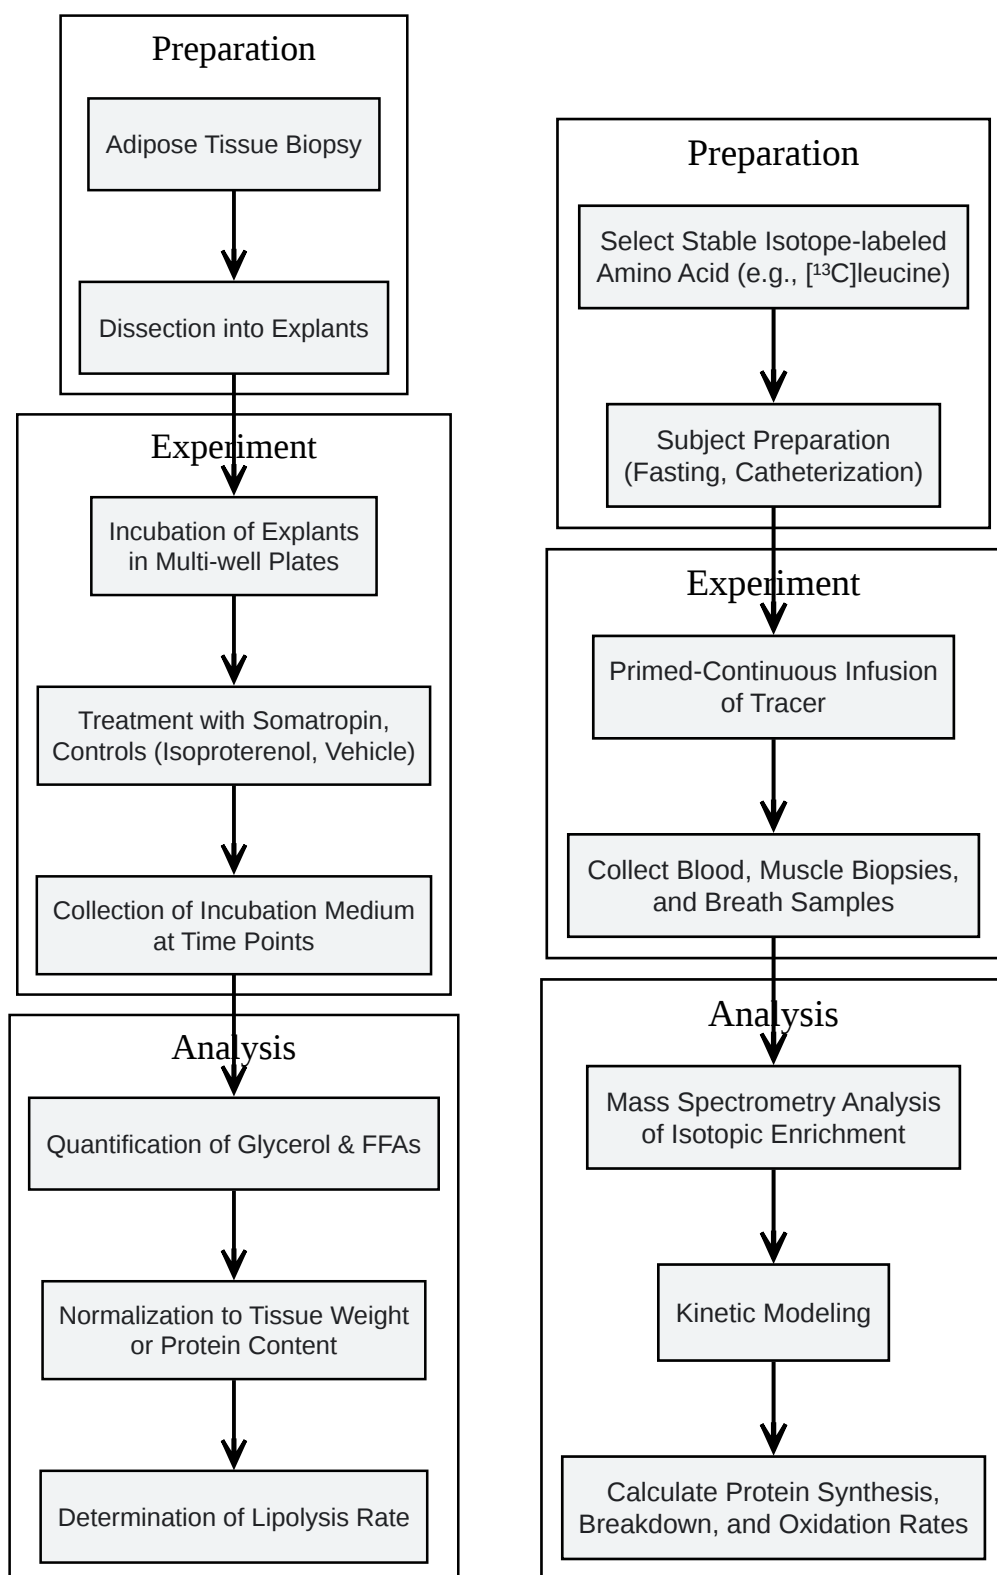 Preparation
Adipose Tissue Biopsy
Dissection into Explants
Experiment
Incubation of Explants
in Multi-well Plates
Treatment with Somatropin,
Controls (Isoproterenol, Vehicle)
Collection of Incubation Medium
at Time Points
Analysis
Quantification of Glycerol & FFAs
Normalization to Tissue Weight
or Protein Content
Determination of Lipolysis Rate
Preparation
Select Stable Isotope-labeled
Amino Acid (e.g., [¹³C]leucine)
Subject Preparation
(Fasting, Catheterization)
Experiment
Primed-Continuous Infusion
of Tracer
Collect Blood, Muscle Biopsies,
and Breath Samples
Analysis
Mass Spectrometry Analysis
of Isotopic Enrichment
Kinetic Modeling
Calculate Protein Synthesis,
Breakdown, and Oxidation Rates